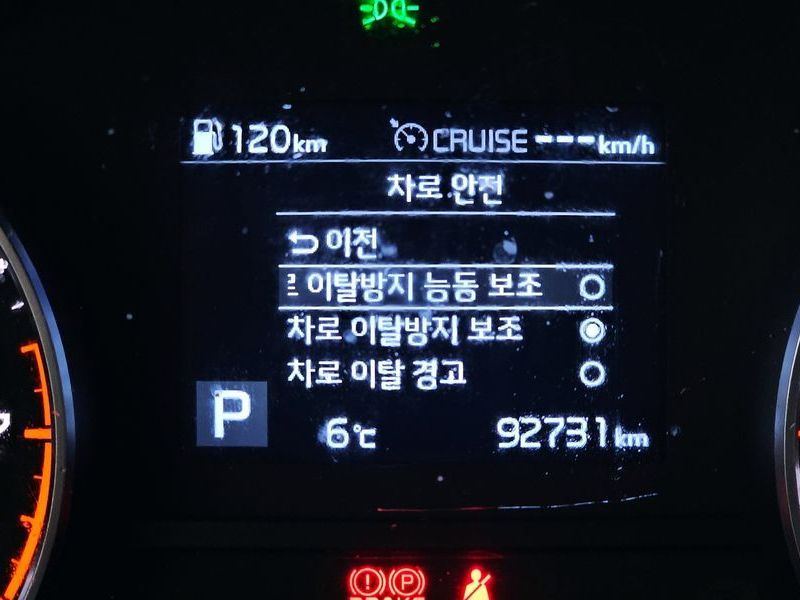 120km CRUISE ---km/h
차로 안전
이전
이탈방지 능동 보조
차로 이탈방지 보조
차로 이탈 경고
P 6℃ 92731km
P